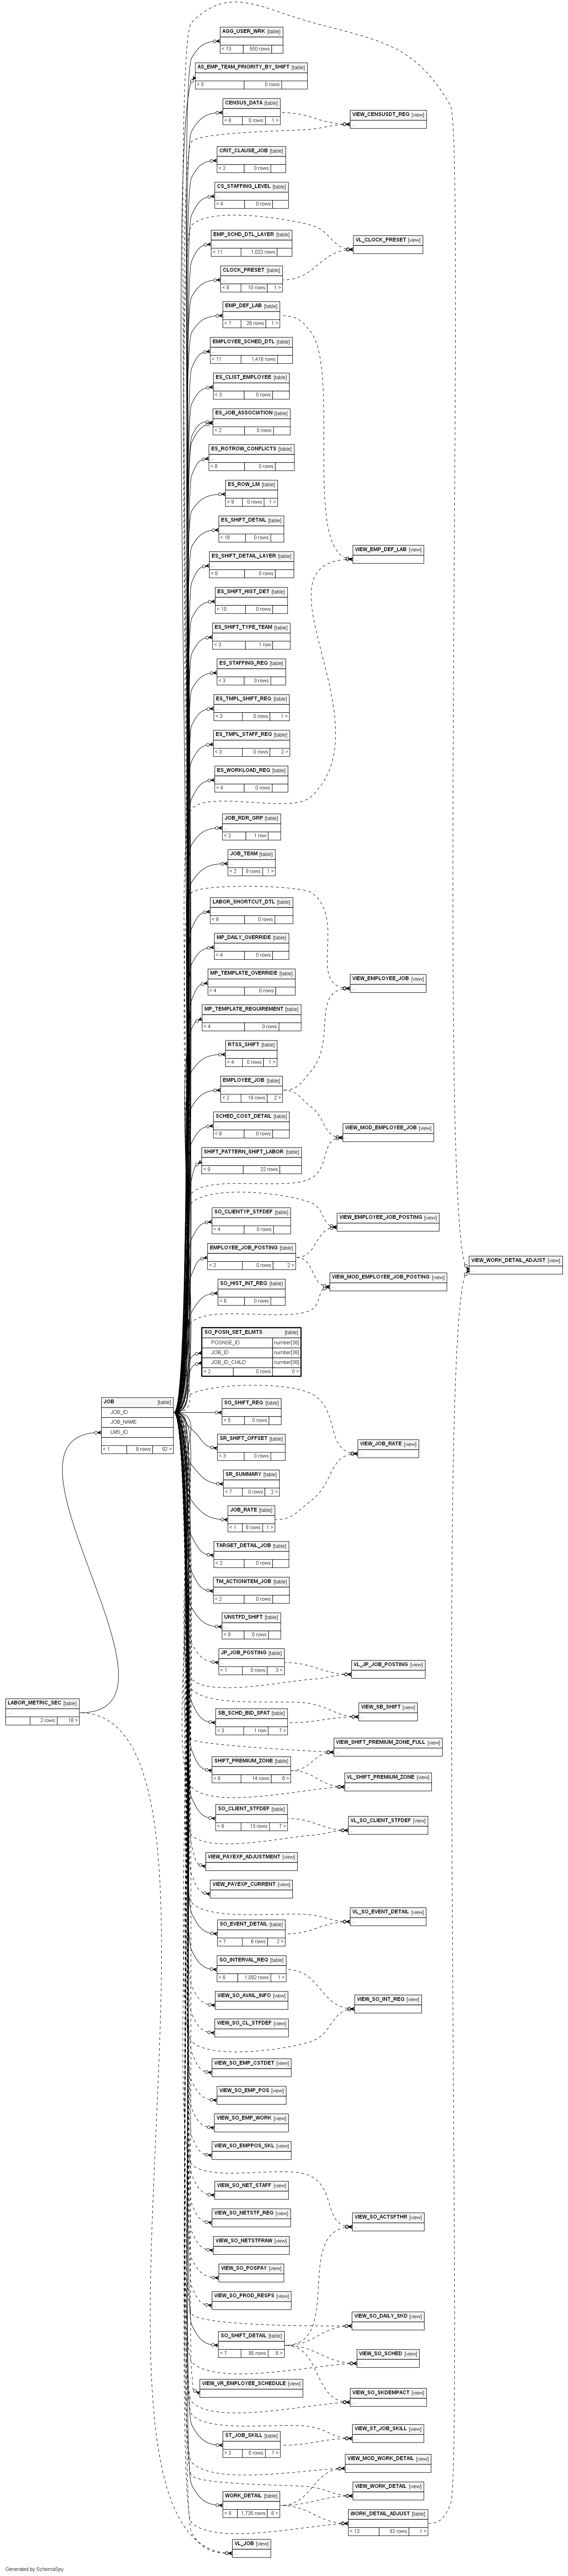 AGG_USER_WRK [table]
...
< 13 550 rows
AS_EMP_TEAM_PRIORITY_BY_SHIFT [table]
...
< 5 0 rows
CENSUS_DATA [table]
...
< 8 0 rows 1 >
VIEW_CENSUSDT_REQ [view]
...
CRIT_CLAUSE_JOB [table]
...
< 2 0 rows
CS_STAFFING_LEVEL [table]
...
< 4 0 rows
EMP_SCHD_DTL_LAYER [table]
...
< 11 1,022 rows
VL_CLOCK_PRESET [view]
...
CLOCK_PRESET [table]
...
< 6 10 rows 1 >
EMP_DEF_LAB [table]
...
< 7 28 rows 1 >
EMPLOYEE_SCHED_DTL [table]
...
< 11 1,418 rows
ES_CLIST_EMPLOYEE [table]
...
< 3 0 rows
ES_JOB_ASSOCIATION [table]
...
< 2 0 rows
ES_ROTROW_CONFLICTS [table]
...
< 8 0 rows
ES_ROW_LM [table]
...
< 9 0 rows 1 >
ES_SHIFT_DETAIL [table]
...
< 16 0 rows
VIEW_EMP_DEF_LAB [view]
...
ES_SHIFT_DETAIL_LAYER [table]
...
< 8 0 rows
ES_SHIFT_HIST_DET [table]
...
< 10 0 rows
ES_SHIFT_TYPE_TEAM [table]
...
< 3 1 row
ES_STAFFING_REQ [table]
...
< 3 0 rows
ES_TMPL_SHIFT_REQ [table]
...
< 3 0 rows 1 >
ES_TMPL_STAFF_REQ [table]
...
< 3 0 rows 2 >
ES_WORKLOAD_REQ [table]
...
< 4 0 rows
JOB_RDR_GRP [table]
...
< 2 1 row
JOB_TEAM [table]
...
< 2 9 rows 1 >
LABOR_SHORTCUT_DTL [table]
...
< 8 0 rows
MP_DAILY_OVERRIDE [table]
...
< 4 0 rows
MP_TEMPLATE_OVERRIDE [table]
...
< 4 0 rows
VIEW_EMPLOYEE_JOB [view]
...
MP_TEMPLATE_REQUIREMENT [table]
...
< 4 0 rows
RTSS_SHIFT [table]
...
< 4 0 rows 1 >
EMPLOYEE_JOB [table]
...
< 2 19 rows 2 >
SCHED_COST_DETAIL [table]
...
< 8 0 rows
VIEW_MOD_EMPLOYEE_JOB [view]
...
SHIFT_PATTERN_SHIFT_LABOR [table]
...
< 9 22 rows
SO_CLIENTYP_STFDEF [table]
...
< 4 0 rows
VIEW_EMPLOYEE_JOB_POSTING [view]
...
EMPLOYEE_JOB_POSTING [table]
...
< 2 0 rows 2 >
VIEW_WORK_DETAIL_ADJUST [view]
...
VIEW_MOD_EMPLOYEE_JOB_POSTING [view]
...
SO_HIST_INT_REQ [table]
...
< 6 0 rows
SO_POSN_SET_ELMTS [table]
POSNSE_ID number[38]
JOB_ID number[38]
JOB_ID_CHILD number[38]
< 2 0 rows 0 >
JOB [table]
JOB_ID
JOB_NAME
LMS_ID
...
< 1 9 rows 92 >
SO_SHIFT_REQ [table]
...
< 5 0 rows
SR_SHIFT_OFFSET [table]
...
< 3 0 rows
VIEW_JOB_RATE [view]
...
SR_SUMMARY [table]
...
< 7 0 rows 2 >
JOB_RATE [table]
...
< 1 6 rows 1 >
TARGET_DETAIL_JOB [table]
...
< 2 0 rows
TM_ACTIONITEM_JOB [table]
...
< 2 0 rows
UNSTFD_SHIFT [table]
...
< 8 0 rows
JP_JOB_POSTING [table]
...
< 1 0 rows 3 >
VL_JP_JOB_POSTING [view]
...
LABOR_METRIC_SEC [table]
...
2 rows 18 >
SB_SCHD_BID_SPAT [table]
...
< 3 1 row 7 >
VIEW_SB_SHIFT [view]
...
VIEW_SHIFT_PREMIUM_ZONE_FULL [view]
...
SHIFT_PREMIUM_ZONE [table]
...
< 8 14 rows 8 >
VL_SHIFT_PREMIUM_ZONE [view]
...
SO_CLIENT_STFDEF [table]
...
< 6 13 rows 7 >
VL_SO_CLIENT_STFDEF [view]
...
VIEW_PAYEXP_ADJUSTMENT [view]
...
VIEW_PAYEXP_CURRENT [view]
...
VL_SO_EVENT_DETAIL [view]
...
SO_EVENT_DETAIL [table]
...
< 7 6 rows 2 >
SO_INTERVAL_REQ [table]
...
< 6 1,092 rows 1 >
VIEW_SO_AVAIL_INFO [view]
...
VIEW_SO_INT_REQ [view]
...
VIEW_SO_CL_STFDEF [view]
...
VIEW_SO_EMP_CSTDET [view]
...
VIEW_SO_EMP_POS [view]
...
VIEW_SO_EMP_WORK [view]
...
VIEW_SO_EMPPOS_SKL [view]
...
VIEW_SO_NET_STAFF [view]
...
VIEW_SO_NETSTF_REQ [view]
...
VIEW_SO_ACTSFTHR [view]
...
VIEW_SO_NETSTFRAW [view]
...
VIEW_SO_POSPAY [view]
...
VIEW_SO_PROD_RESPS [view]
...
VIEW_SO_DAILY_SKD [view]
...
SO_SHIFT_DETAIL [table]
...
< 7 95 rows 8 >
VIEW_SO_SCHED [view]
...
VIEW_VR_EMPLOYEE_SCHEDULE [view]
...
VIEW_SO_SKDEMPACT [view]
...
VIEW_ST_JOB_SKILL [view]
...
ST_JOB_SKILL [table]
...
< 2 0 rows 1 >
VIEW_MOD_WORK_DETAIL [view]
...
VIEW_WORK_DETAIL [view]
...
WORK_DETAIL [table]
...
< 8 1,735 rows 6 >
WORK_DETAIL_ADJUST [table]
...
< 13 92 rows 1 >
VL_JOB [view]
...
Generated by SchemaSpy